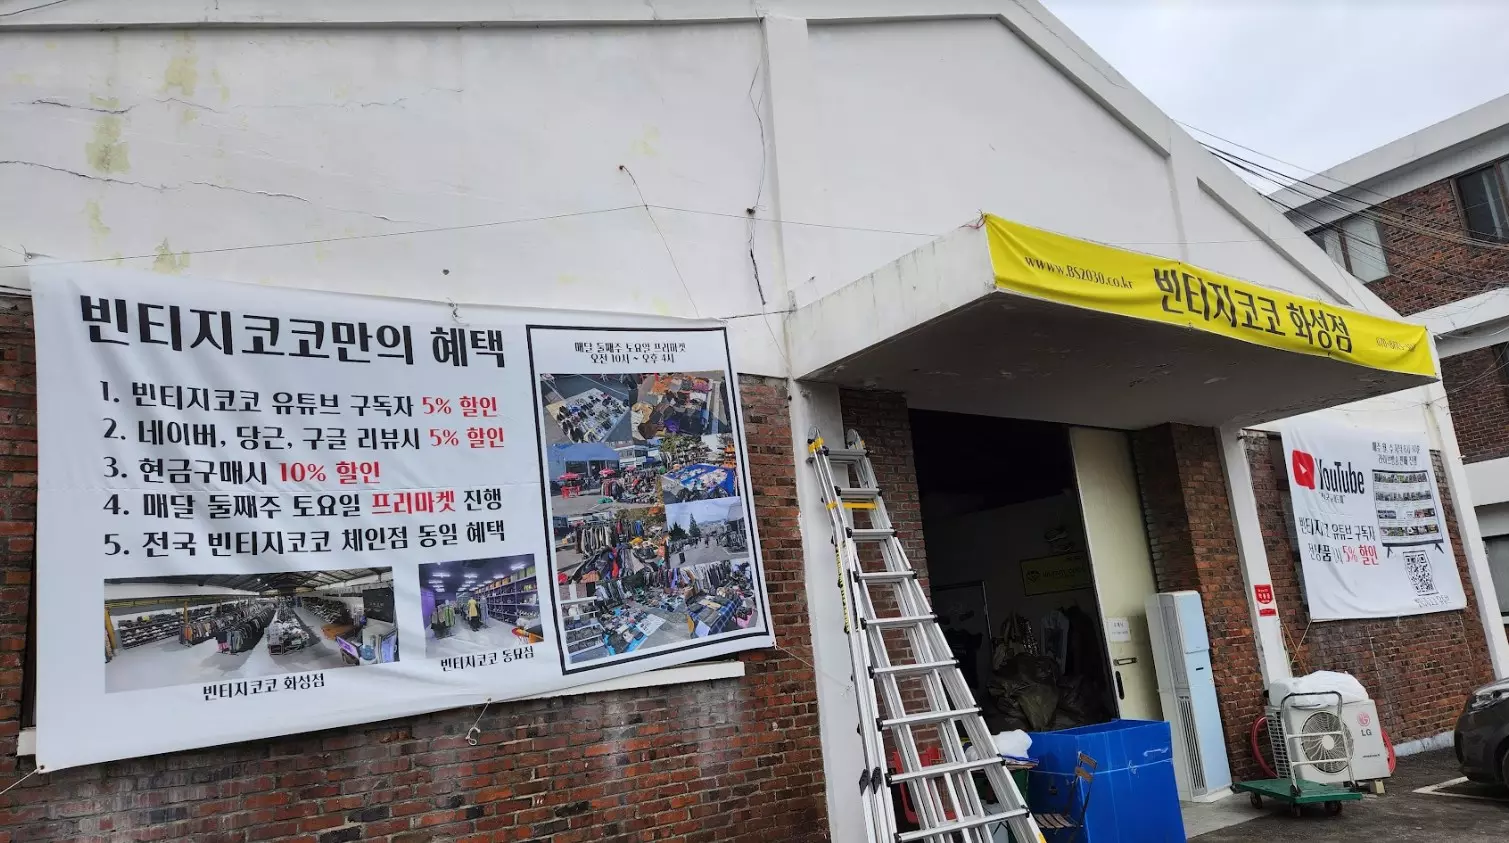 빈티지코코만의 혜택
1. 빈티지코코 유튜브 구독자 5% 할인
2. 네이버, 당근, 구글 리뷰시 5% 할인
3. 현금구매시 10% 할인
4. 매달 둘째주 토요일 프리마켓 진행
5. 전국 빈티지코코 체인점 동일 혜택
빈티지코코 화성점
빈티지코코 동묘점
매달 둘째주 토요일 프리마켓
오전 10시 ~ 오후 4시
www.BS2030.co.kr
빈티지코코 화성점
YouTube
빈티지코코 유튜브 구독자
5% 할인
LG